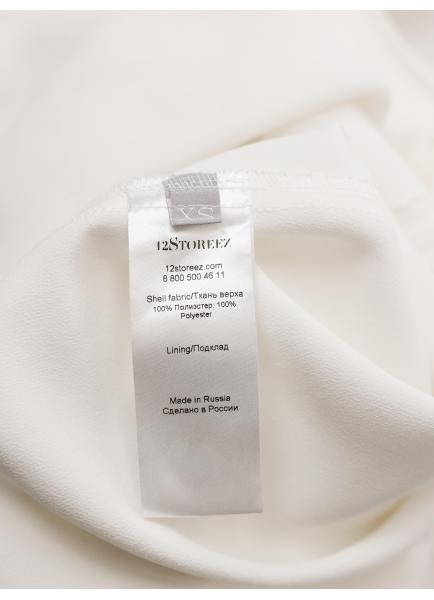 XS
12STOREEZ
12storeez.com
8 800 500 46 11
Shell fabric/Ткань верха
100% Полиэстер: 100%
Polyester
Lining/Подклад
Made in Russia
Сделано в России